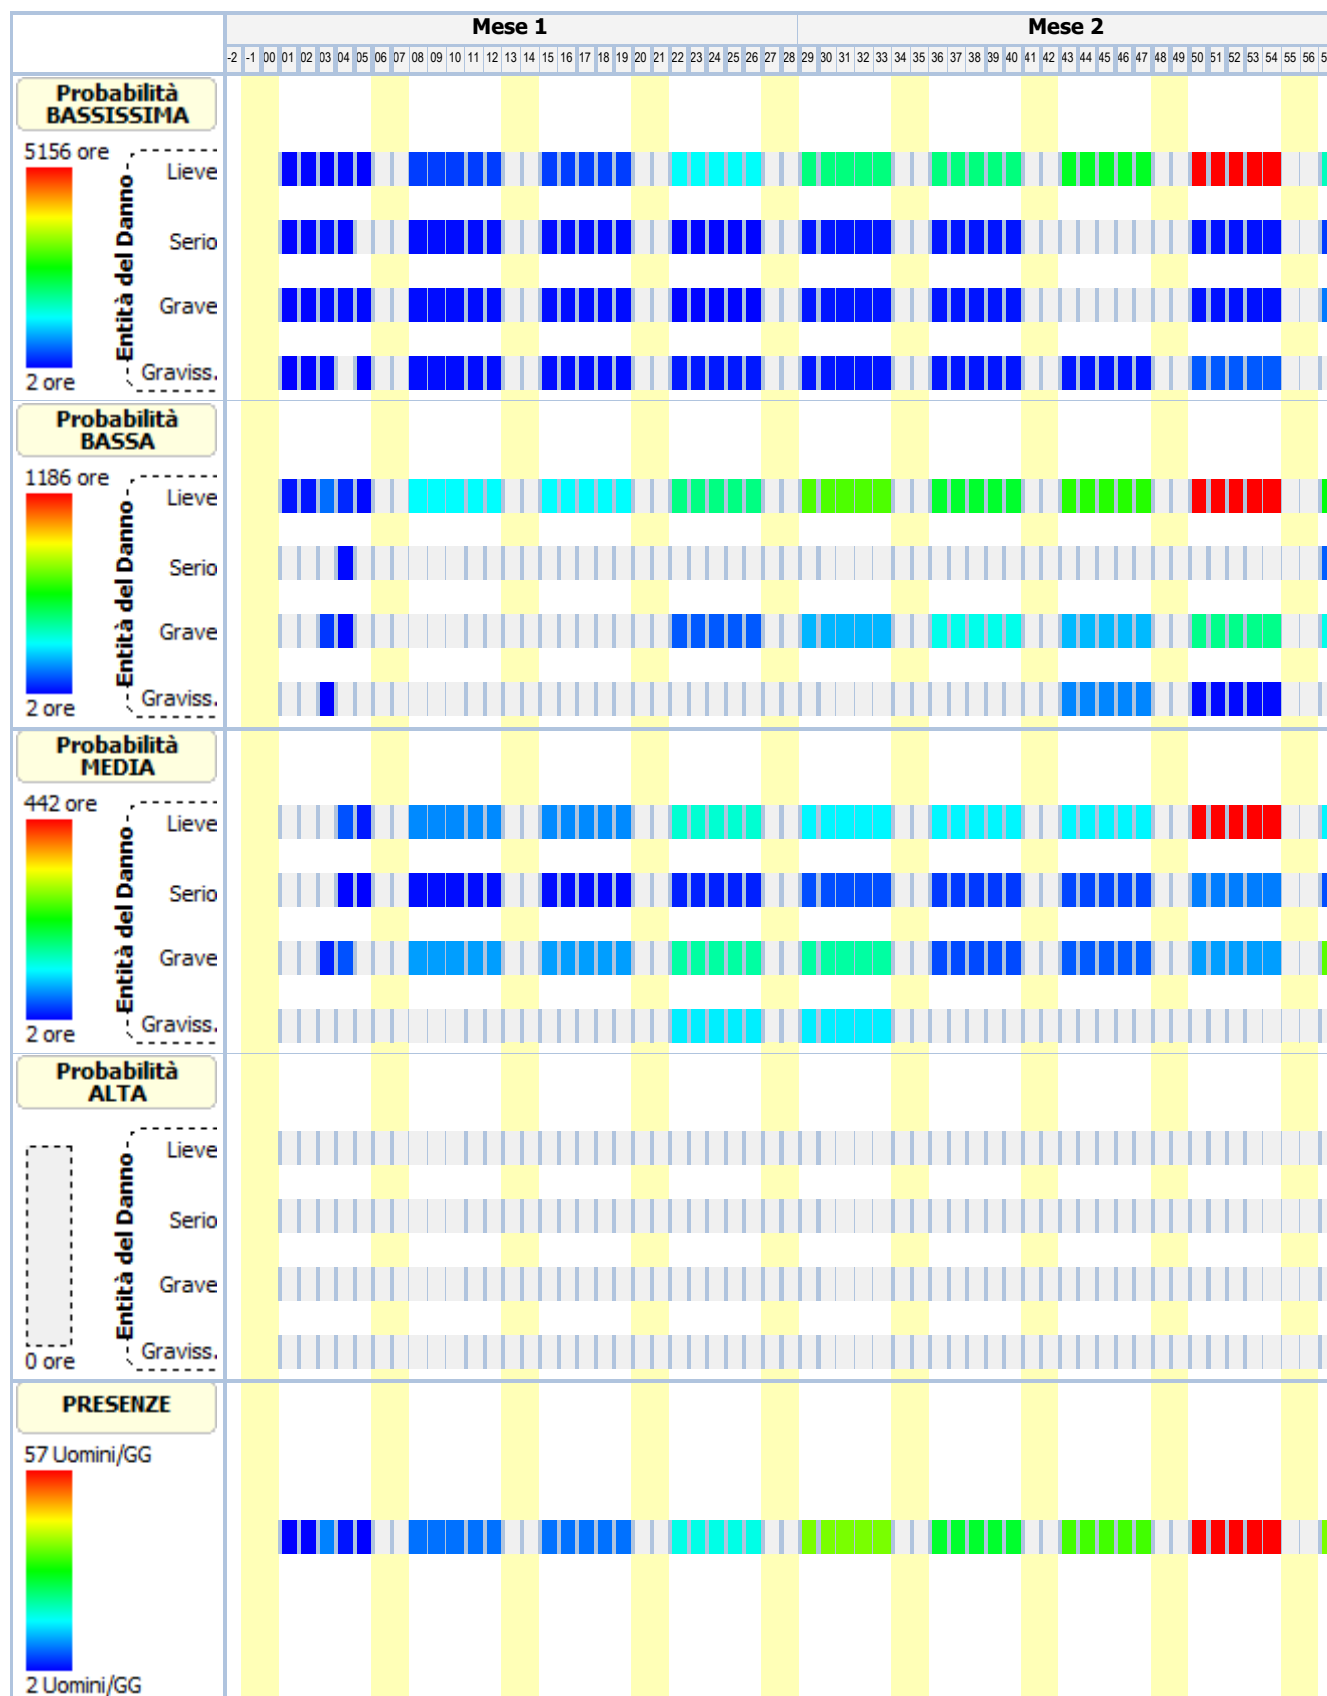 Mese 1 Mese 2
-2 -1 00 01 02 03 04 05 06 07 08 09 10 11 12 13 14 15 16 17 18 19 20 21 22 23 24 25 26 27 28 29 30 31 32 33 34 35 36 37 38 39 40 41 42 43 44 45 46 47 48 49 50 51 52 53 54 55 56 5
Probabilità
BASSISSIMA
5156 ore
Entità del Danno
Lieve
Serio
Grave
Graviss.
2 ore
Probabilità
BASSA
1186 ore
Entità del Danno
Lieve
Serio
Grave
Graviss.
2 ore
Probabilità
MEDIA
442 ore
Entità del Danno
Lieve
Serio
Grave
Graviss.
2 ore
Probabilità
ALTA
Entità del Danno
Lieve
Serio
Grave
Graviss.
0 ore
PRESENZE
57 Uomini/GG
2 Uomini/GG